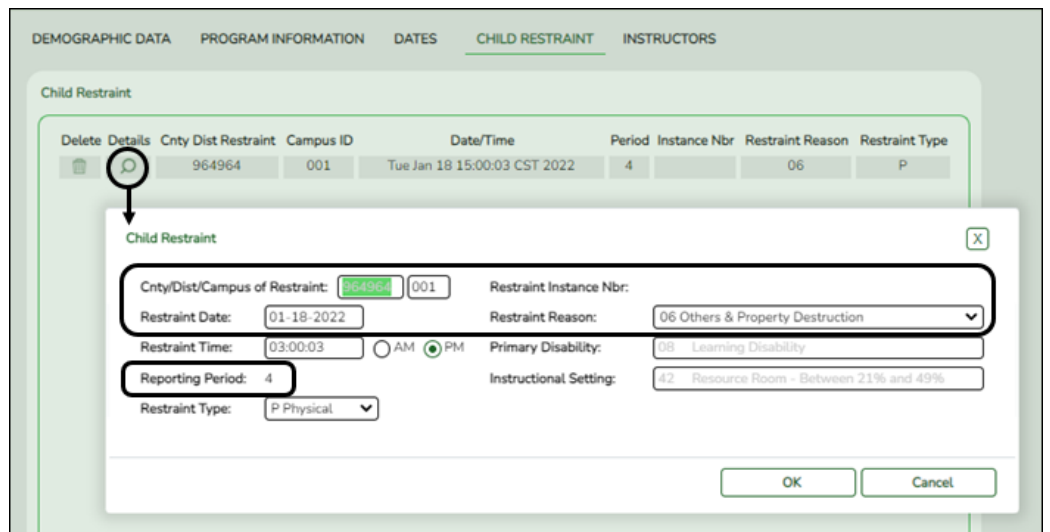 DEMOGRAPHIC DATA PROGRAM INFORMATION DATES CHILD RESTRAINT INSTRUCTORS
Child Restraint
Delete Details Cnty Dist Restraint Campus ID Date/Time Period Instance Nbr Restraint Reason Restraint Type
964964 001 Tue Jan 18 15:00:03 CST 2022 4 06 P
Child Restraint X
Cnty/Dist/Campus of Restraint: 964964 001 Restraint Instance Nbr:
Restraint Date: 01-18-2022 Restraint Reason: 06 Others & Property Destruction
Restraint Time: 03:00:03 AM PM Primary Disability: 08 Learning Disability
Reporting Period: 4 Instructional Setting: 42 Resource Room - Between 21% and 49%
Restraint Type: P Physical
OK Cancel